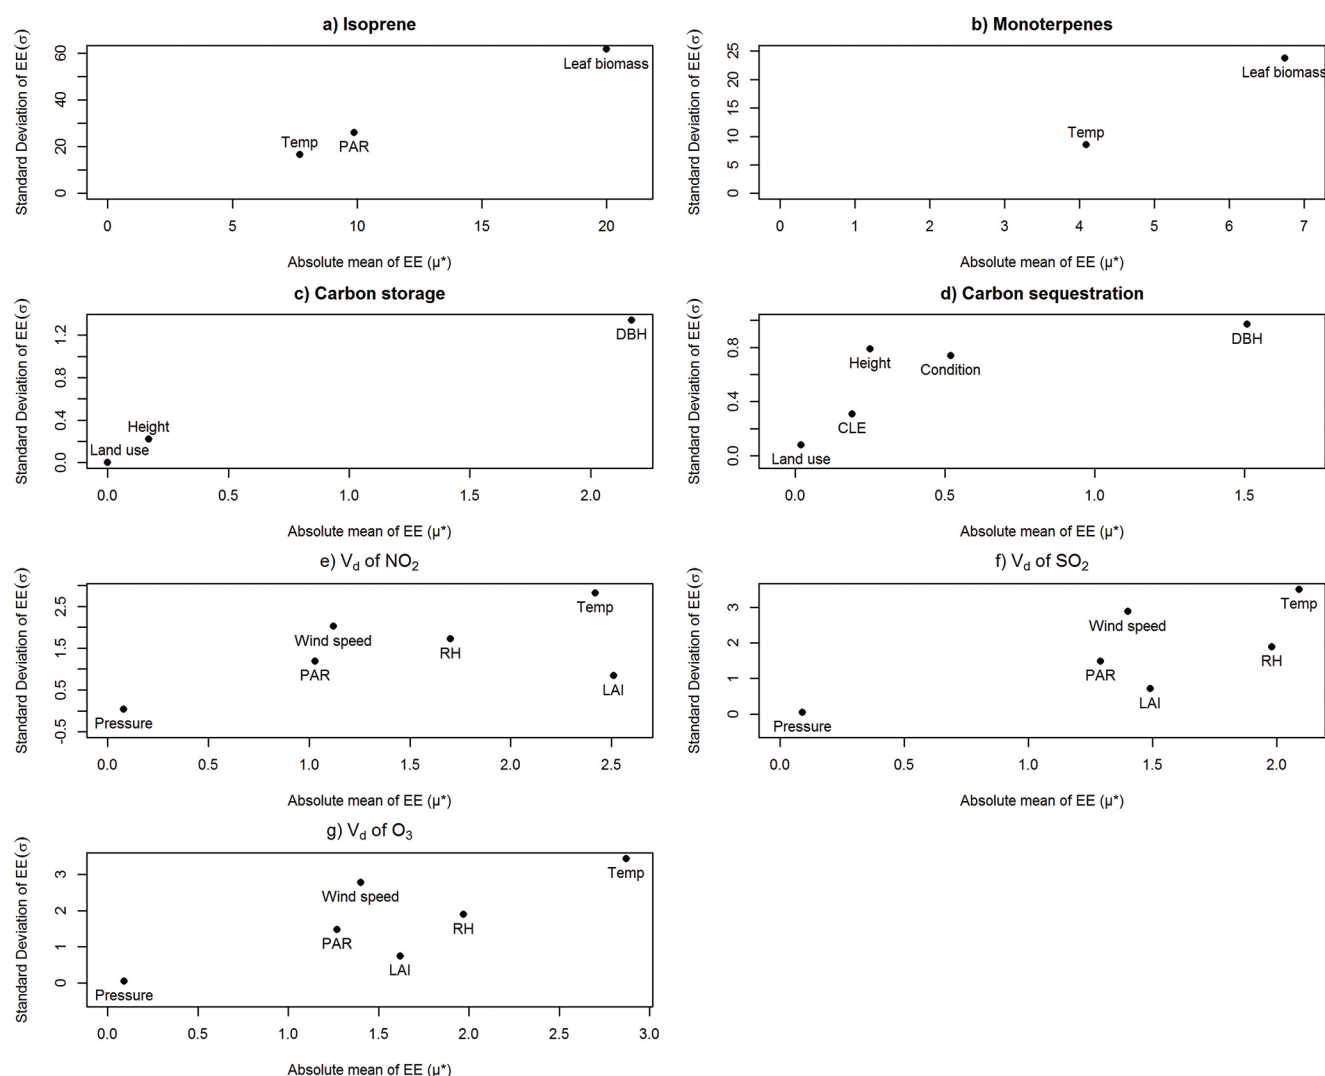 a) Isoprene
Standard Deviation of EE(σ)
60
40
20
0
Leaf biomass
Temp
PAR
0 5 10 15 20
Absolute mean of EE (μ*)
b) Monoterpenes
Standard Deviation of EE(σ)
25
20
15
10
5
0
Leaf biomass
Temp
0 1 2 3 4 5 6 7
Absolute mean of EE (μ*)
c) Carbon storage
Standard Deviation of EE(σ)
1.2
0.8
0.4
0.0
DBH
Height
Land use
0.0 0.5 1.0 1.5 2.0
Absolute mean of EE (μ*)
d) Carbon sequestration
Standard Deviation of EE(σ)
0.8
0.4
0.0
DBH
Height
Condition
CLE
Land use
0.0 0.5 1.0 1.5
Absolute mean of EE (μ*)
e) Vd of NO2
Standard Deviation of EE(σ)
2.5
1.5
0.5
-0.5
Temp
Wind speed
RH
PAR
LAI
Pressure
0.0 0.5 1.0 1.5 2.0 2.5
Absolute mean of EE (μ*)
f) Vd of SO2
Standard Deviation of EE(σ)
3
2
1
0
Temp
Wind speed
RH
PAR
LAI
Pressure
0.0 0.5 1.0 1.5 2.0
Absolute mean of EE (μ*)
g) Vd of O3
Standard Deviation of EE(σ)
3
2
1
0
Temp
Wind speed
RH
PAR
LAI
Pressure
0.0 0.5 1.0 1.5 2.0 2.5 3.0
Absolute mean of EE (μ*)